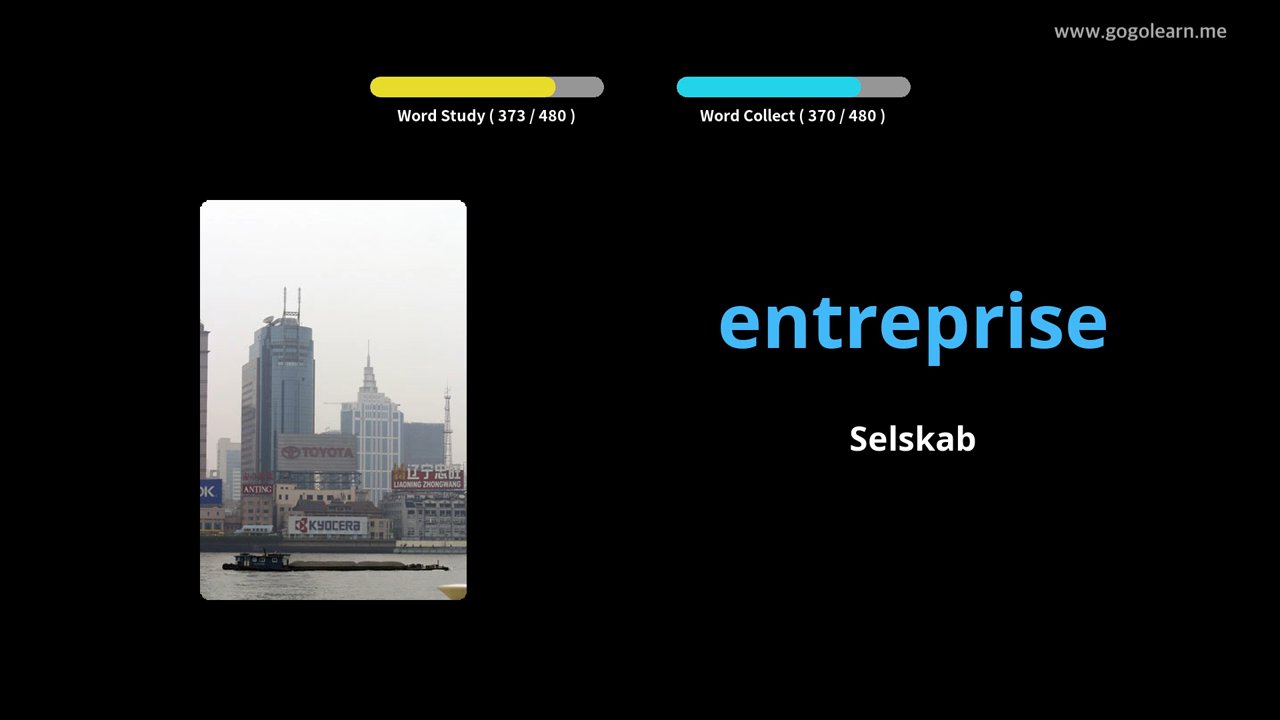 www.gogolearn.me
Word Study ( 373 / 480 )
Word Collect ( 370 / 480 )
entreprise
Selskab
TOYOTA
辽宁忠旺
LIAONING ZHONGWANG
ANTING
OK
KYOCERA